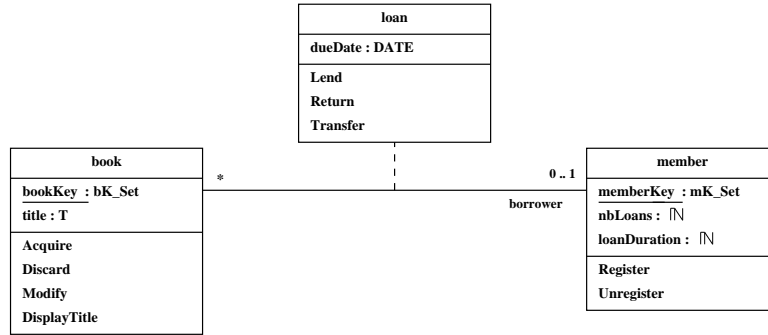 loan
dueDate : DATE
Lend
Return
Transfer
book
bookKey : bK_Set
title : T
Acquire
Discard
Modify
DisplayTitle
*
0 .. 1
borrower
member
memberKey : mK_Set
nbLoans : ℕ
loanDuration : ℕ
Register
Unregister